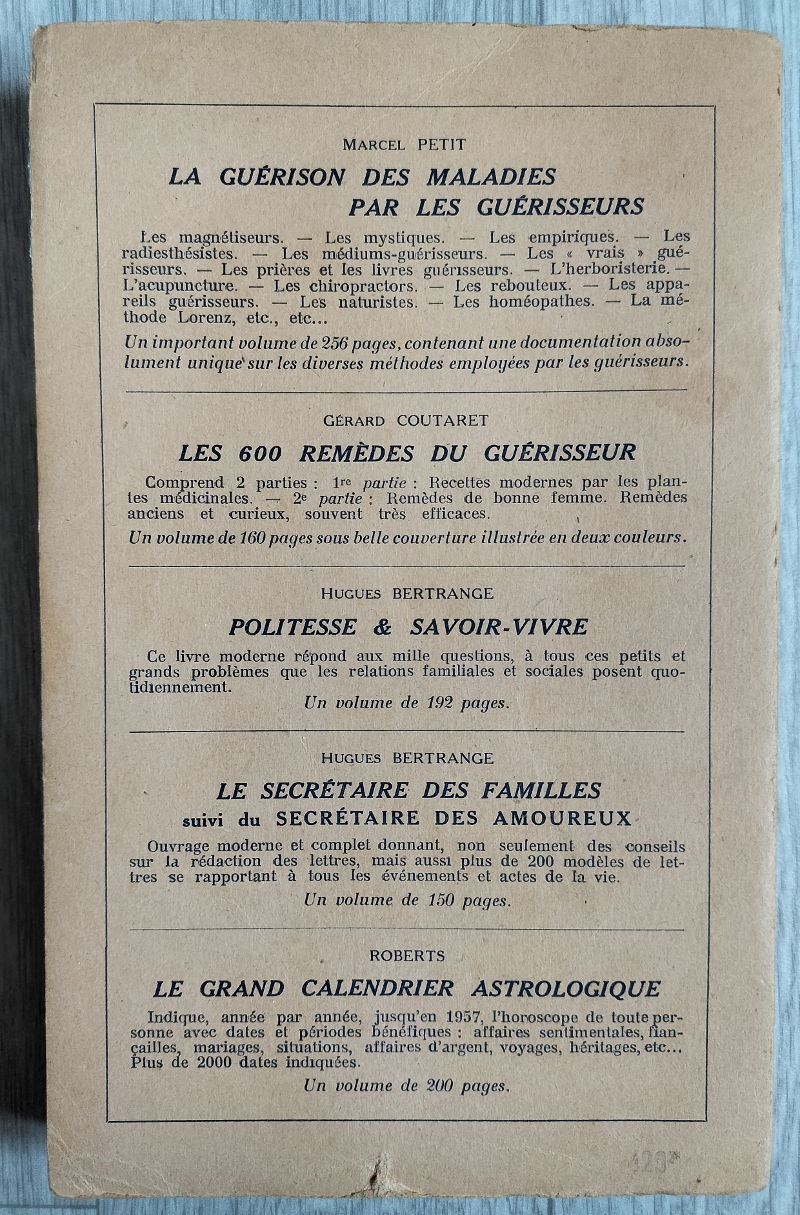 MARCEL PETIT
LA GUÉRISON DES MALADIES
PAR LES GUÉRISSEURS
Les magnétiseurs. — Les mystiques. — Les empiriques. — Les
radiesthésistes. — Les médiums-guérisseurs. — Les « vrais » gué-
risseurs. — Les prières et les livres guérisseurs. — L'herboristerie. —
L'acupuncture. — Les chiropractors. — Les rebouteux. — Les appa-
reils guérisseurs. — Les naturistes. — Les homéopathes. — La mé-
thode Lorenz, etc., etc...
Un important volume de 256 pages, contenant une documentation abso-
lument unique sur les diverses méthodes employées par les guérisseurs.
GÉRARD COUTARET
LES 600 REMÈDES DU GUÉRISSEUR
Comprend 2 parties : 1re partie : Recettes modernes par les plan-
tes médicinales. — 2e partie : Remèdes de bonne femme. Remèdes
anciens et curieux, souvent très efficaces.
Un volume de 160 pages sous belle couverture illustrée en deux couleurs.
HUGUES BERTRANGE
POLITESSE & SAVOIR-VIVRE
Ce livre moderne répond aux mille questions, à tous ces petits et
grands problèmes que les relations familiales et sociales posent quo-
tidiennement.
Un volume de 192 pages.
HUGUES BERTRANGE
LE SECRÉTAIRE DES FAMILLES
suivi du SECRÉTAIRE DES AMOUREUX
Ouvrage moderne et complet donnant, non seulement des conseils
sur la rédaction des lettres, mais aussi plus de 200 modèles de let-
tres se rapportant à tous les événements et actes de la vie.
Un volume de 150 pages.
ROBERTS
LE GRAND CALENDRIER ASTROLOGIQUE
Indique, année par année, jusqu'en 1957, l'horoscope de toute per-
sonne avec dates et périodes bénéfiques : affaires sentimentales, fian-
çailles, mariages, situations, affaires d'argent, voyages, héritages, etc...
Plus de 2000 dates indiquées.
Un volume de 200 pages.